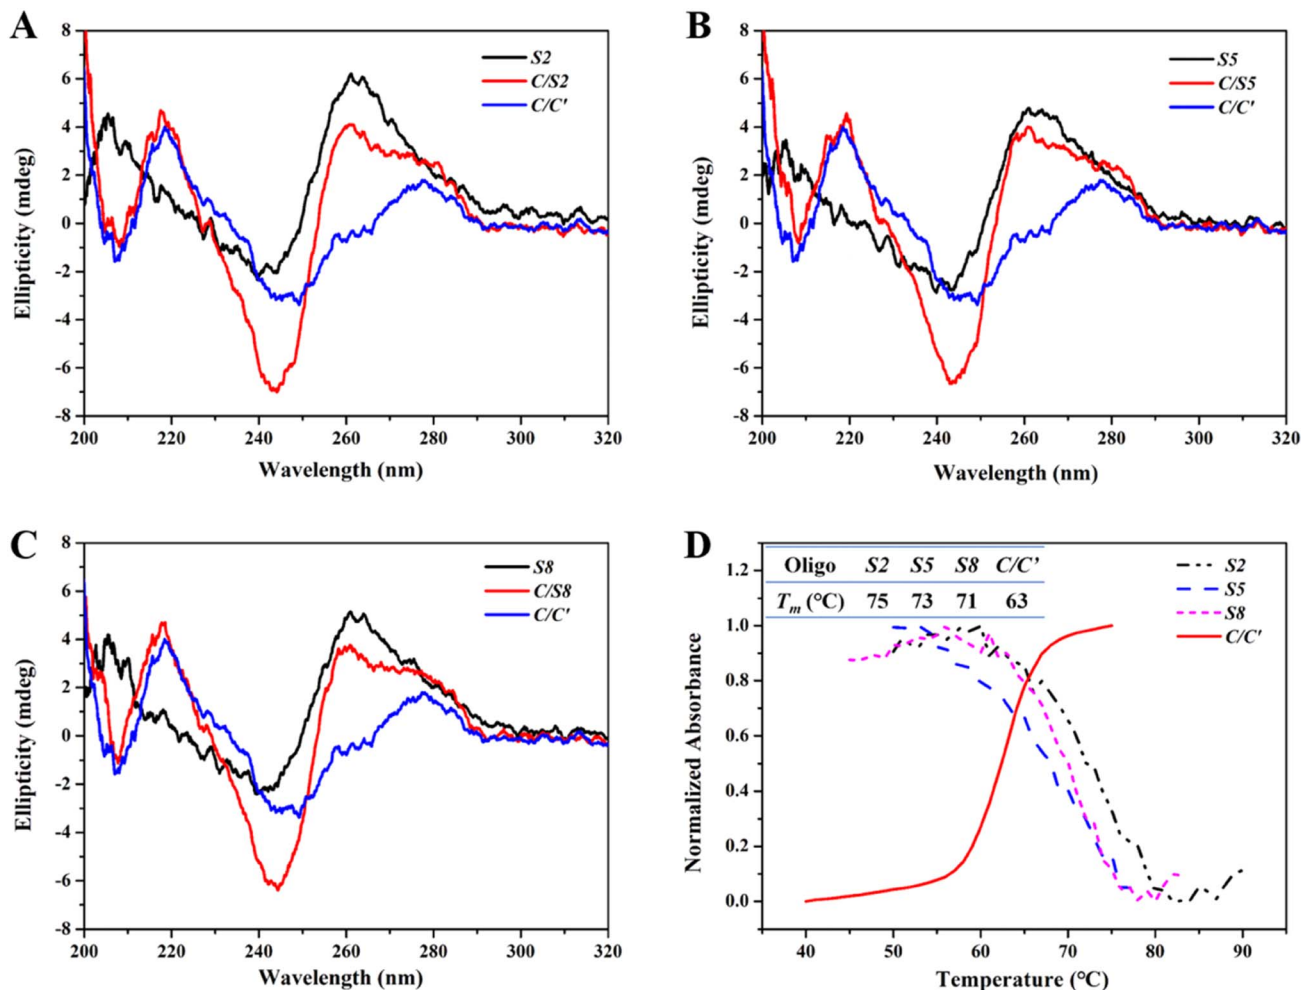 A
S2
C/S2
C/C'
Ellipticity (mdeg)
8
6
4
2
0
-2
-4
-6
-8
200 220 240 260 280 300 320
Wavelength (nm)
B
S5
C/S5
C/C'
Ellipticity (mdeg)
8
6
4
2
0
-2
-4
-6
-8
200 220 240 260 280 300 320
Wavelength (nm)
C
S8
C/S8
C/C'
Ellipticity (mdeg)
8
6
4
2
0
-2
-4
-6
-8
200 220 240 260 280 300 320
Wavelength (nm)
D
Oligo S2 S5 S8 C/C'
Tm (°C) 75 73 71 63
S2
S5
S8
C/C'
Normalized Absorbance
1.2
1.0
0.8
0.6
0.4
0.2
0.0
40 50 60 70 80 90
Temperature (°C)